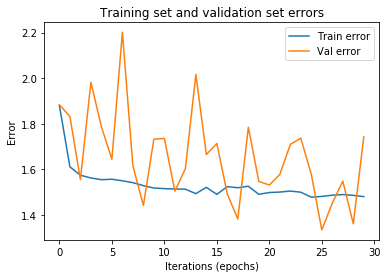 Training set and validation set errors
Train error
Val error
2.2
2.0
1.8
1.6
1.4
Error
0 5 10 15 20 25 30
Iterations (epochs)